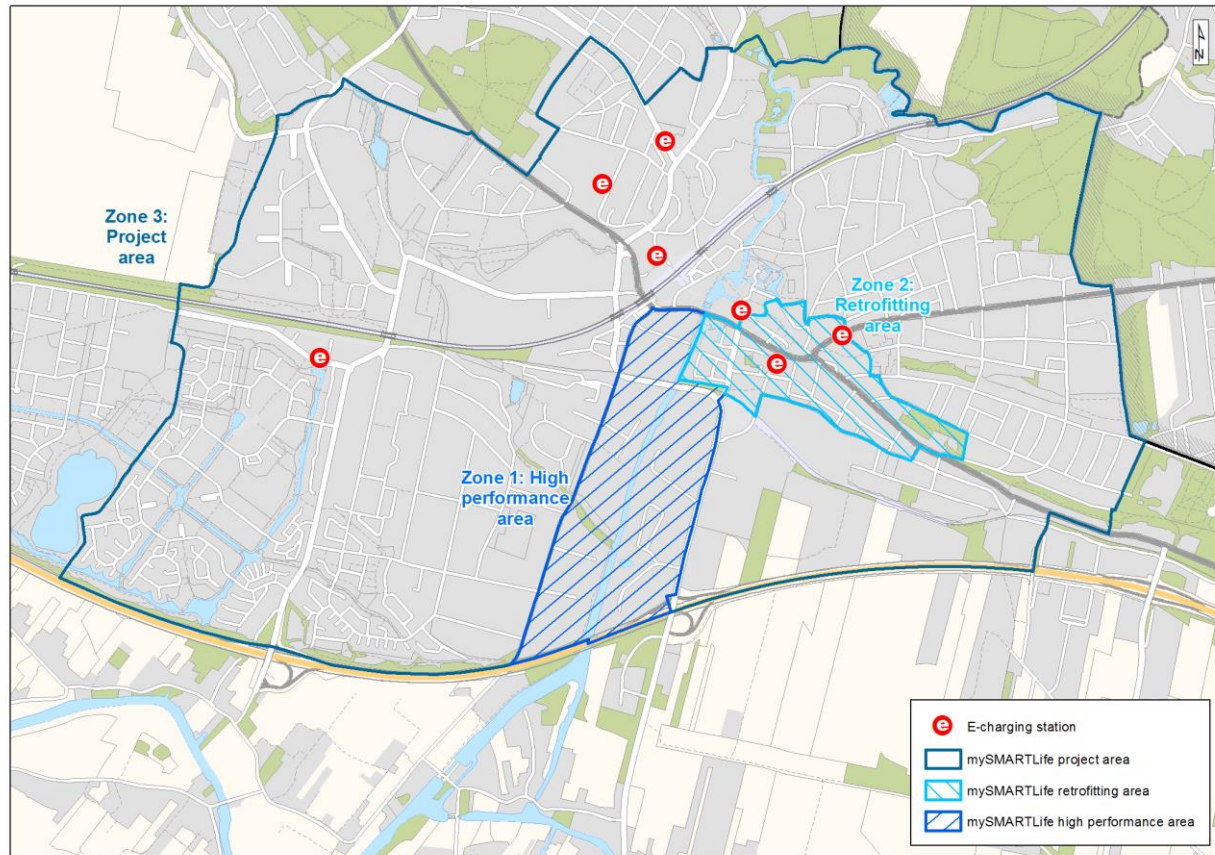 N
Zone 3:
Project
area
Zone 2:
Retrofitting
area
Zone 1: High
performance
area
e
e
e
e
e
e
e
e E-charging station
mySMARTLife project area
mySMARTLife retrofitting area
mySMARTLife high performance area